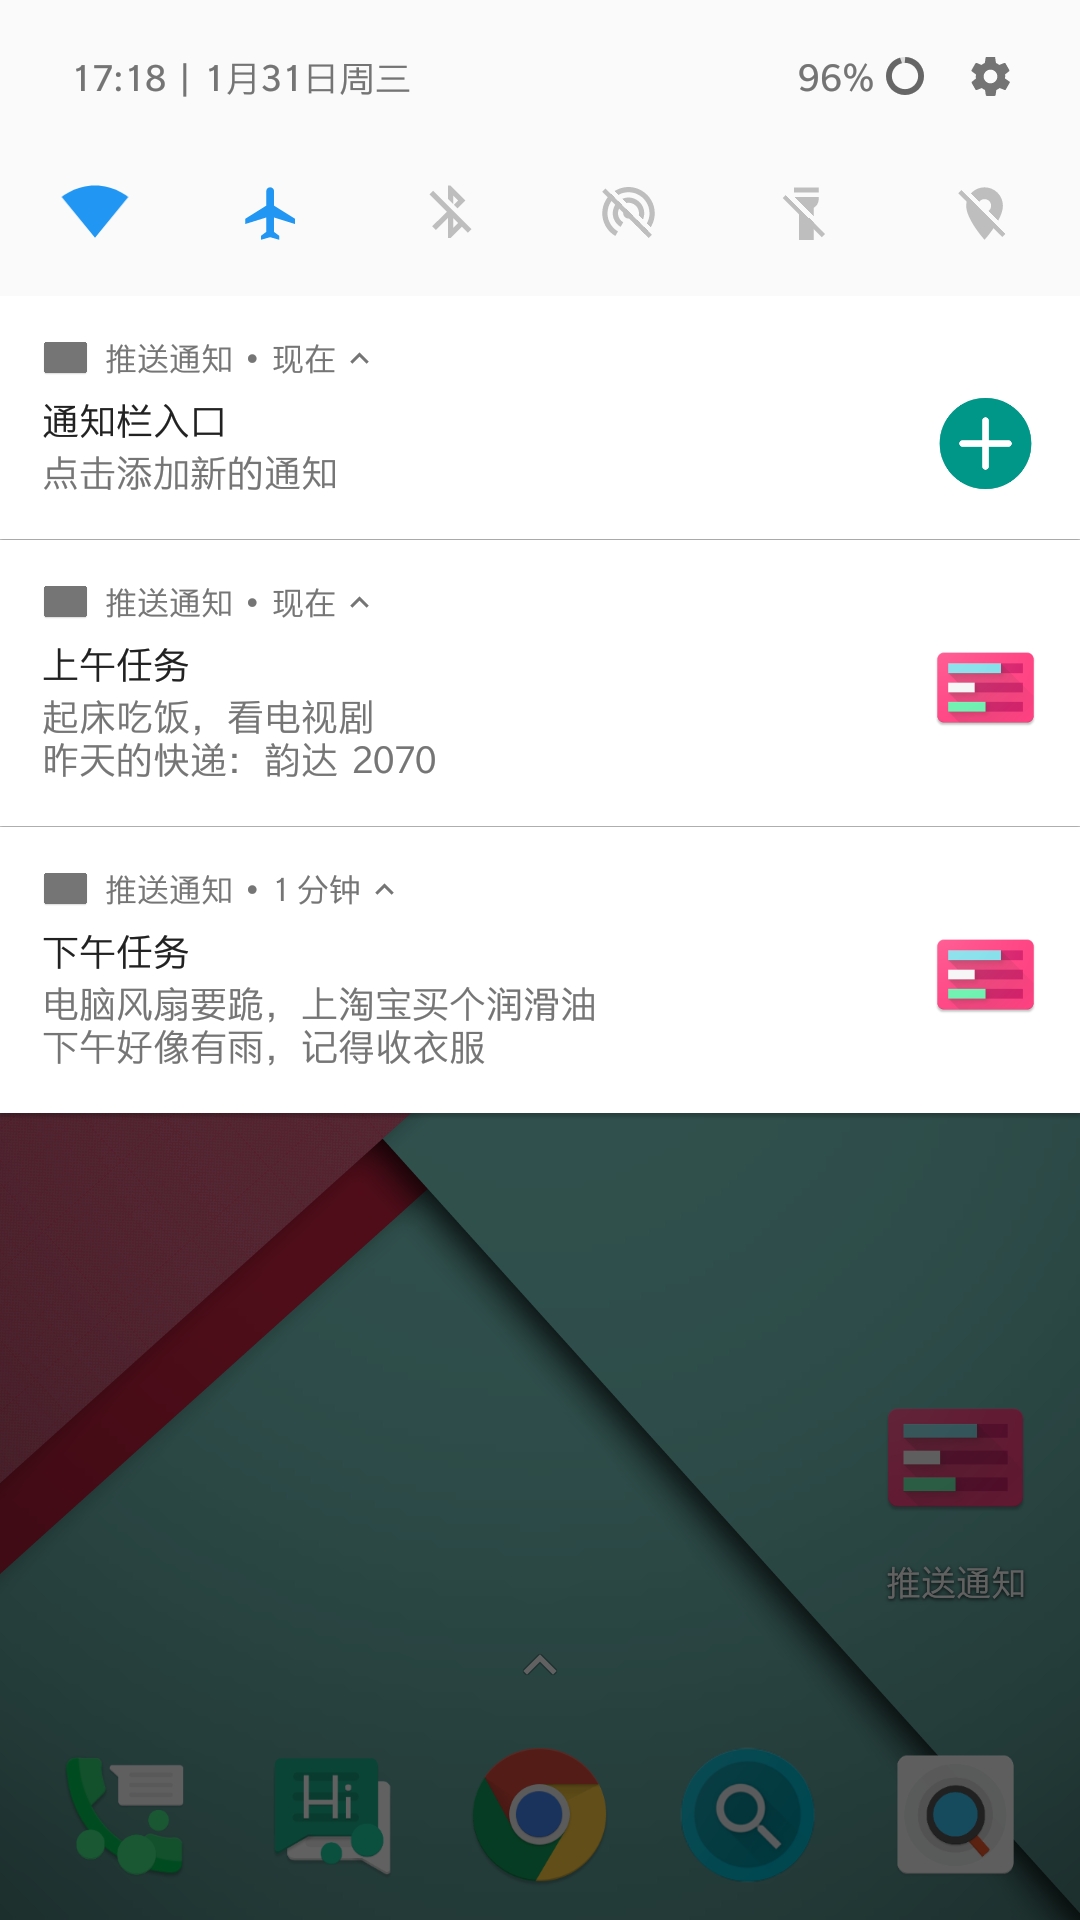 17:18 | 1月31日周三
96%
推送通知 • 现在
通知栏入口
点击添加新的通知
推送通知 • 现在
上午任务
起床吃饭，看电视剧
昨天的快递：韵达 2070
推送通知 • 1 分钟
下午任务
电脑风扇要跪，上淘宝买个润滑油
下午好像有雨，记得收衣服
推送通知
Hi